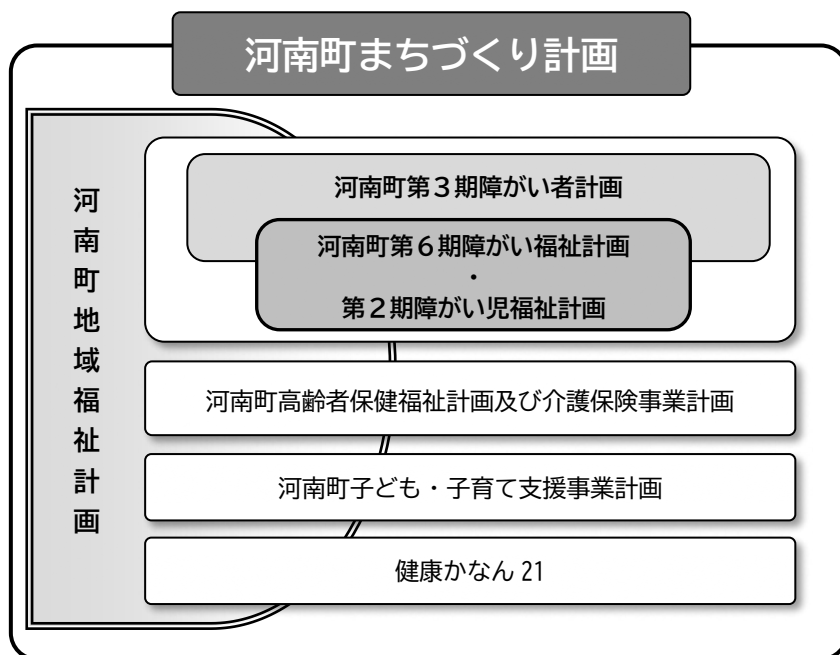 河南町まちづくり計画
河南町地域福祉計画
河南町第３期障がい者計画
河南町第６期障がい福祉計画
・
第２期障がい児福祉計画
河南町高齢者保健福祉計画及び介護保険事業計画
河南町子ども・子育て支援事業計画
健康かなん 21